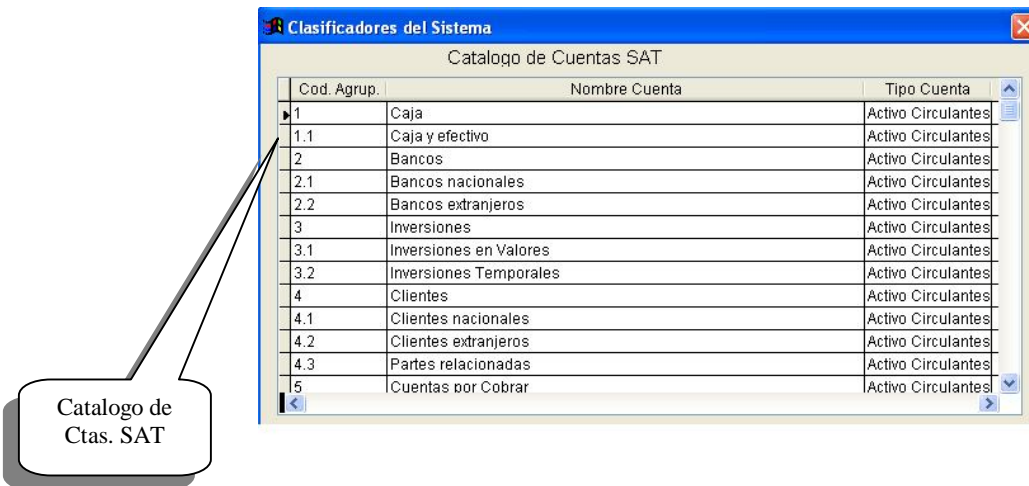 Clasificadores del Sistema
Catalogo de Cuentas SAT
Cod. Agrup. Nombre Cuenta Tipo Cuenta
1 Caja Activo Circulantes
1.1 Caja y efectivo Activo Circulantes
2 Bancos Activo Circulantes
2.1 Bancos nacionales Activo Circulantes
2.2 Bancos extranjeros Activo Circulantes
3 Inversiones Activo Circulantes
3.1 Inversiones en Valores Activo Circulantes
3.2 Inversiones Temporales Activo Circulantes
4 Clientes Activo Circulantes
4.1 Clientes nacionales Activo Circulantes
4.2 Clientes extranjeros Activo Circulantes
4.3 Partes relacionadas Activo Circulantes
5 Cuentas por Cobrar Activo Circulantes
Catalogo de
Ctas. SAT